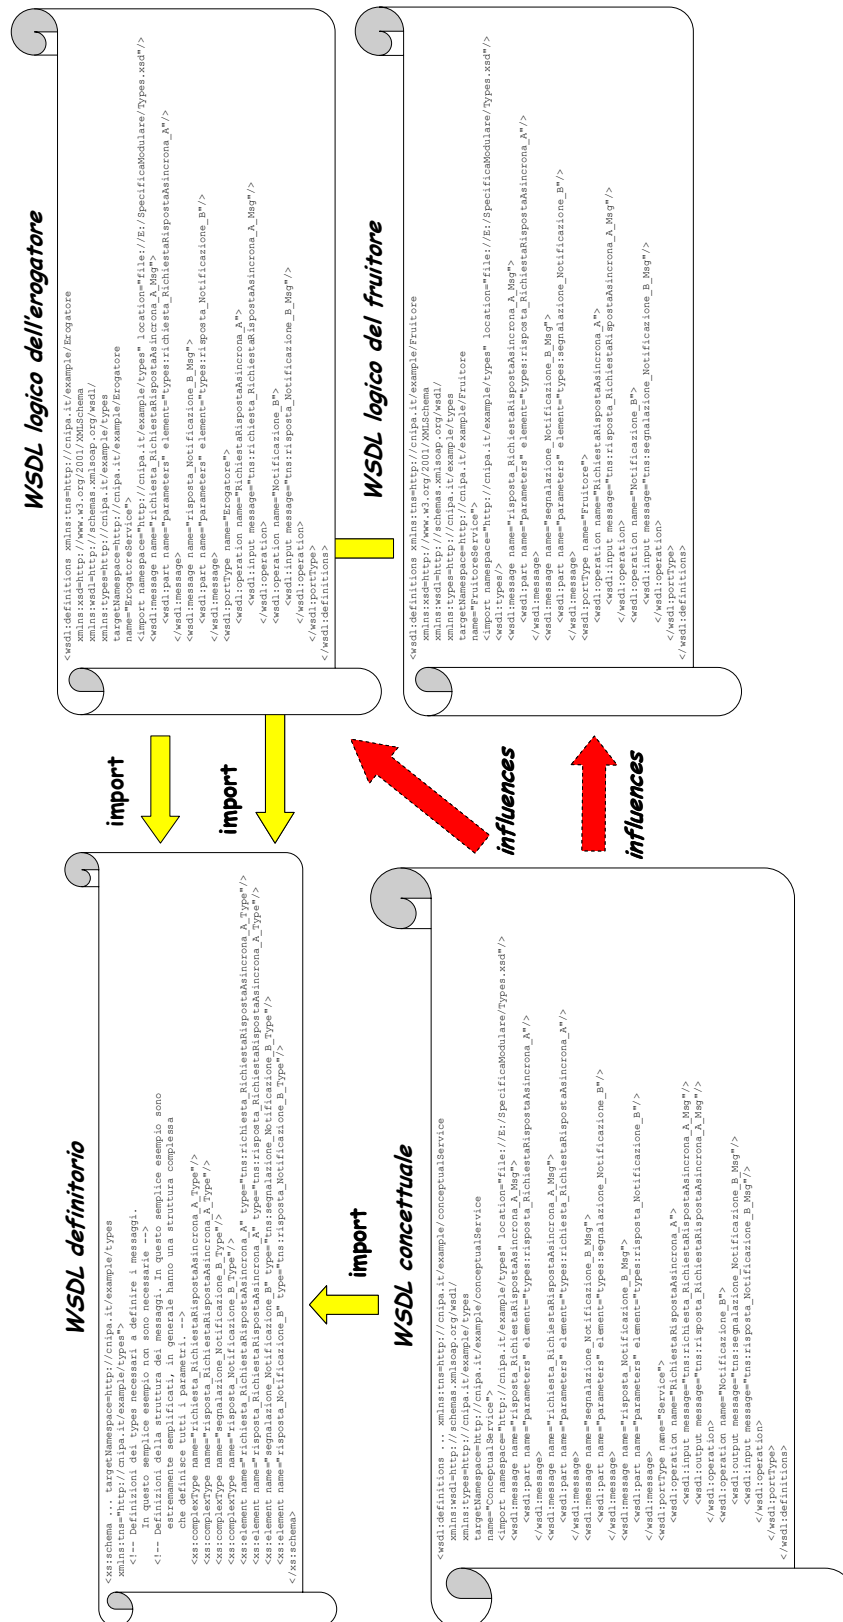 WSDL definitorio
<xs:schema ... targetNamespace=http://cnipa.it/example/types
xmlns:tns="http://cnipa.it/example/types">
<!-- Definizioni dei types necessari a definire i messaggi.
In questo semplice esempio non sono necessarie -->
<!-- Definizioni della struttura dei messaggi. In questo semplice esempio sono
estremamente semplificati, in generale hanno una struttura complessa
che definisce tutti i parametri. -->
<xs:complexType name="richiesta_RichiestaRispostaAsincrona_A_Type"/>
<xs:complexType name="risposta_RichiestaRispostaAsincrona_A_Type"/>
<xs:complexType name="segnalazione_Notificazione_B_Type"/>
<xs:complexType name="risposta_Notificazione_B_Type"/>
<xs:element name="richiesta_RichiestaRispostaAsincrona_A" type="tns:richiesta_RichiestaRispostaAsincrona_A_Type"/>
<xs:element name="risposta_RichiestaRispostaAsincrona_A" type="tns:risposta_RichiestaRispostaAsincrona_A_Type"/>
<xs:element name="segnalazione_Notificazione_B" type="tns:segnalazione_Notificazione_B_Type"/>
<xs:element name="risposta_Notificazione_B" type="tns:risposta_Notificazione_B_Type"/>
</xs:schema>
import
import
WSDL logico dell'erogatore
<wsdl:definitions xmlns:tns=http://cnipa.it/example/Erogatore
xmlns:xsd=http://www.w3.org/2001/XMLSchema
xmlns:wsdl=http://schemas.xmlsoap.org/wsdl/
xmlns:types=http://cnipa.it/example/types
targetNamespace=http://cnipa.it/example/Erogatore
name="ErogatoreService">
<import namespace="http://cnipa.it/example/types" location="file://E:/SpecificaModulare/Types.xsd"/>
<wsdl:message name="richiesta_RichiestaRispostaAsincrona_A_Msg">
<wsdl:part name="parameters" element="types:richiesta_RichiestaRispostaAsincrona_A"/>
</wsdl:message>
<wsdl:message name="risposta_Notificazione_B_Msg">
<wsdl:part name="parameters" element="types:risposta_Notificazione_B"/>
</wsdl:message>
<wsdl:portType name="Erogatore">
<wsdl:operation name="RichiestaRispostaAsincrona_A">
<wsdl:input message="tns:richiesta_RichiestaRispostaAsincrona_A_Msg"/>
</wsdl:operation>
<wsdl:operation name="Notificazione_B">
<wsdl:input message="tns:risposta_Notificazione_B_Msg"/>
</wsdl:operation>
</wsdl:portType>
</wsdl:definitions>
import
WSDL concettuale
<wsdl:definitions ... xmlns:tns=http://cnipa.it/example/conceptualService
xmlns:wsdl=http://schemas.xmlsoap.org/wsdl/
xmlns:types=http://cnipa.it/example/types
targetNamespace=http://cnipa.it/example/conceptualService
name="ConceptualService">
<import namespace="http://cnipa.it/example/types" location="file://E:/SpecificaModulare/Types.xsd"/>
<wsdl:message name="risposta_RichiestaRispostaAsincrona_A_Msg">
<wsdl:part name="parameters" element="types:risposta_RichiestaRispostaAsincrona_A"/>
</wsdl:message>
<wsdl:message name="richiesta_RichiestaRispostaAsincrona_A_Msg">
<wsdl:part name="parameters" element="types:richiesta_RichiestaRispostaAsincrona_A"/>
</wsdl:message>
<wsdl:message name="segnalazione_Notificazione_B_Msg">
<wsdl:part name="parameters" element="types:segnalazione_Notificazione_B"/>
</wsdl:message>
<wsdl:message name="risposta_Notificazione_B_Msg">
<wsdl:part name="parameters" element="types:risposta_Notificazione_B"/>
</wsdl:message>
<wsdl:portType name="Service">
<wsdl:operation name="RichiestaRispostaAsincrona_A">
<wsdl:input message="tns:richiesta_RichiestaRispostaAsincrona_A_Msg"/>
<wsdl:output message="tns:risposta_RichiestaRispostaAsincrona_A_Msg"/>
</wsdl:operation>
<wsdl:operation name="Notificazione_B">
<wsdl:output message="tns:segnalazione_Notificazione_B_Msg"/>
<wsdl:input message="tns:risposta_Notificazione_B_Msg"/>
</wsdl:operation>
</wsdl:portType>
</wsdl:definitions>
influences
influences
WSDL logico del fruitore
<wsdl:definitions xmlns:tns=http://cnipa.it/example/Fruitore
xmlns:xsd=http://www.w3.org/2001/XMLSchema
xmlns:wsdl=http://schemas.xmlsoap.org/wsdl/
xmlns:types=http://cnipa.it/example/types
targetNamespace=http://cnipa.it/example/Fruitore
name="FruitoreService">
<import namespace="http://cnipa.it/example/types" location="file://E:/SpecificaModulare/Types.xsd"/>
<wsdl:types/>
<wsdl:message name="risposta_RichiestaRispostaAsincrona_A_Msg">
<wsdl:part name="parameters" element="types:risposta_RichiestaRispostaAsincrona_A"/>
</wsdl:message>
<wsdl:message name="segnalazione_Notificazione_B_Msg">
<wsdl:part name="parameters" element="types:segnalazione_Notificazione_B"/>
</wsdl:message>
<wsdl:portType name="Fruitore">
<wsdl:operation name="RichiestaRispostaAsincrona_A">
<wsdl:input message="tns:risposta_RichiestaRispostaAsincrona_A_Msg"/>
</wsdl:operation>
<wsdl:operation name="Notificazione_B">
<wsdl:input message="tns:segnalazione_Notificazione_B_Msg"/>
</wsdl:operation>
</wsdl:portType>
</wsdl:definitions>